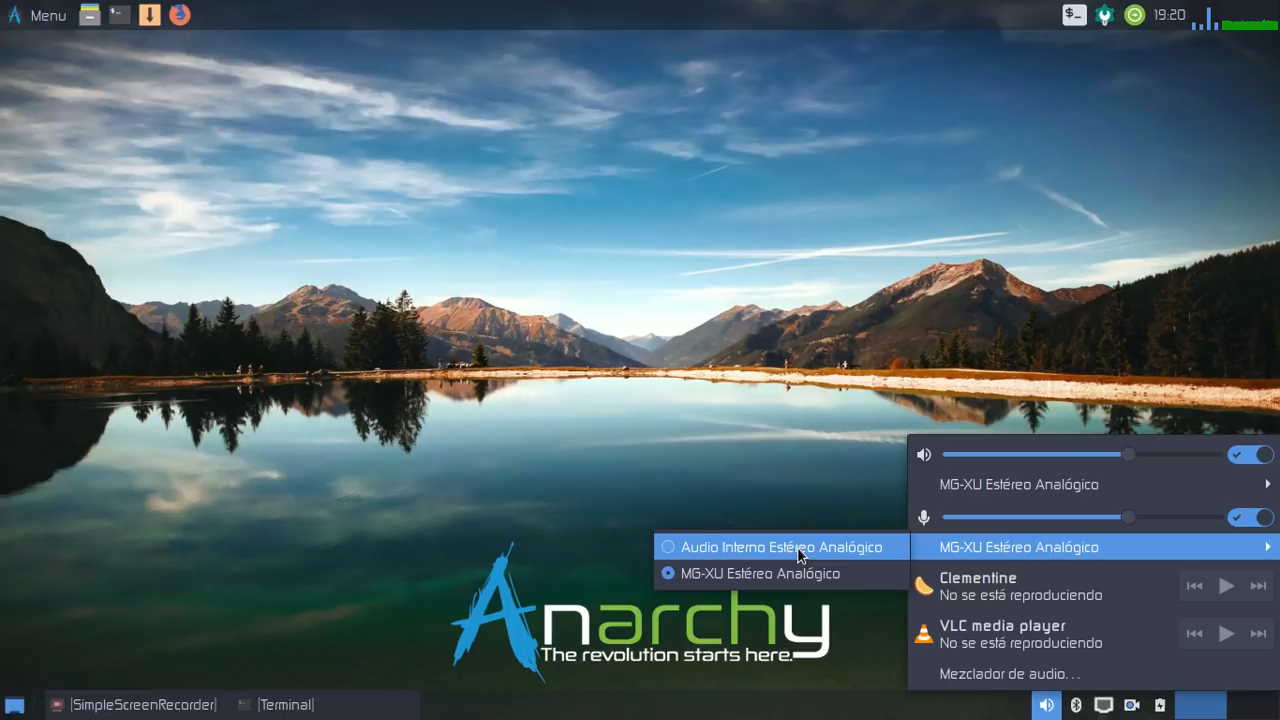 Menu
19:20
MG-XU Estéreo Analógico
Audio Interno Estéreo Analógico
MG-XU Estéreo Analógico
MG-XU Estéreo Analógico
Clementine
No se está reproduciendo
VLC media player
No se está reproduciendo
Mezclador de audio...
Anarchy
The revolution starts here.
[SimpleScreenRecorder]
[Terminal]